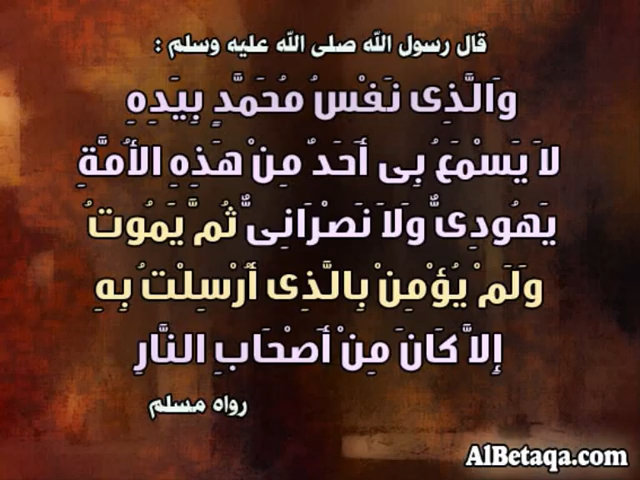 قال رسول الله صلى الله عليه وسلم :
وَالَّذِى نَفْسُ مُحَمَّدٍ بِيَدِهِ
لاَ يَسْمَعُ بِى أَحَدٌ مِنْ هَذِهِ الأُمَّةِ
يَهُودِىٌّ وَلاَ نَصْرَانِىٌّ ثُمَّ يَمُوتُ
وَلَمْ يُؤْمِنْ بِالَّذِى أُرْسِلْتُ بِهِ
إِلاَّ كَانَ مِنْ أَصْحَابِ النَّارِ
رواه مسلم
AlBetaqa.com